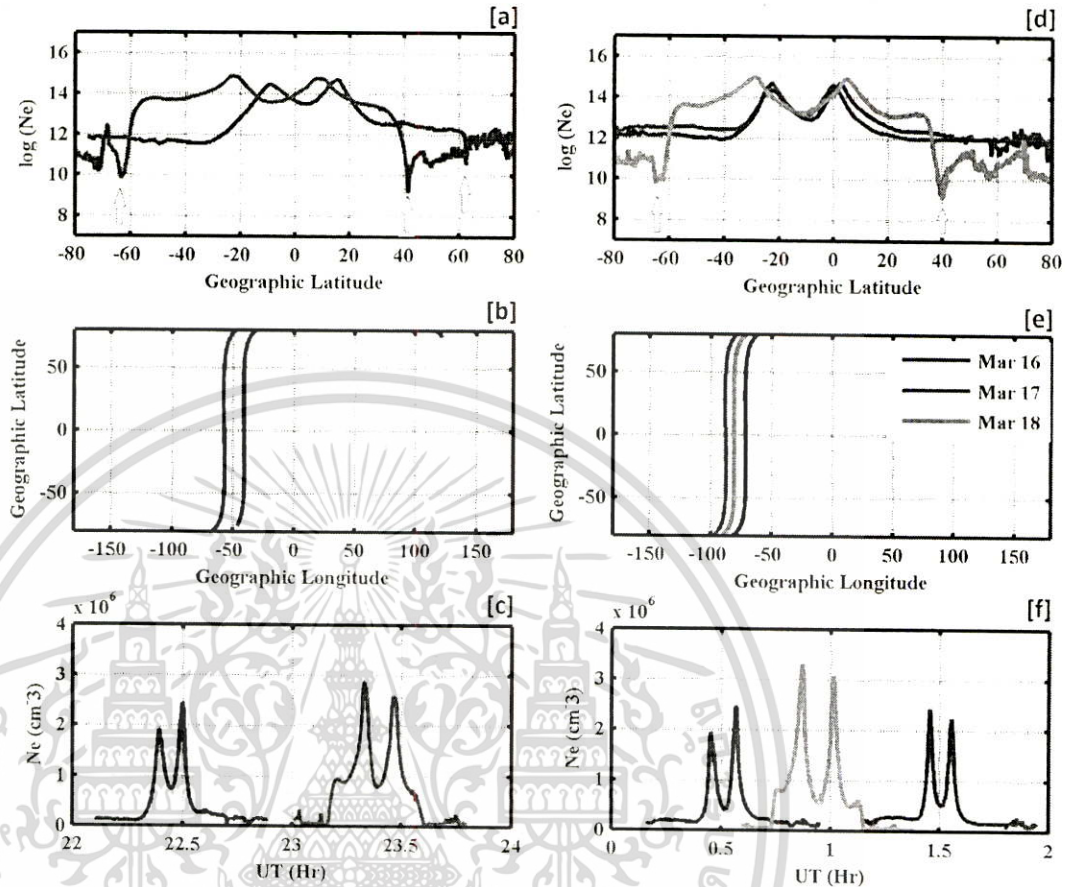 [a]
16
14
12
10
8
log (Ne)
-80 -60 -40 -20 0 20 40 60 80
Geographic Latitude
[d]
16
14
12
10
8
log (Ne)
-80 -60 -40 -20 0 20 40 60 80
Geographic Latitude
[b]
50
0
-50
Geographic Latitude
-150 -100 -50 0 50 100 150
Geographic Longitude
[e]
50
0
-50
Geographic Latitude
Mar 16
Mar 17
Mar 18
-150 -100 -50 0 50 100 150
Geographic Longitude
[c]
x 10^6
4
3
2
1
0
Ne (cm^-3)
22 22.5 23 23.5 24
UT (Hr)
[f]
x 10^6
4
3
2
1
0
Ne (cm^-3)
0 0.5 1 1.5 2
UT (Hr)